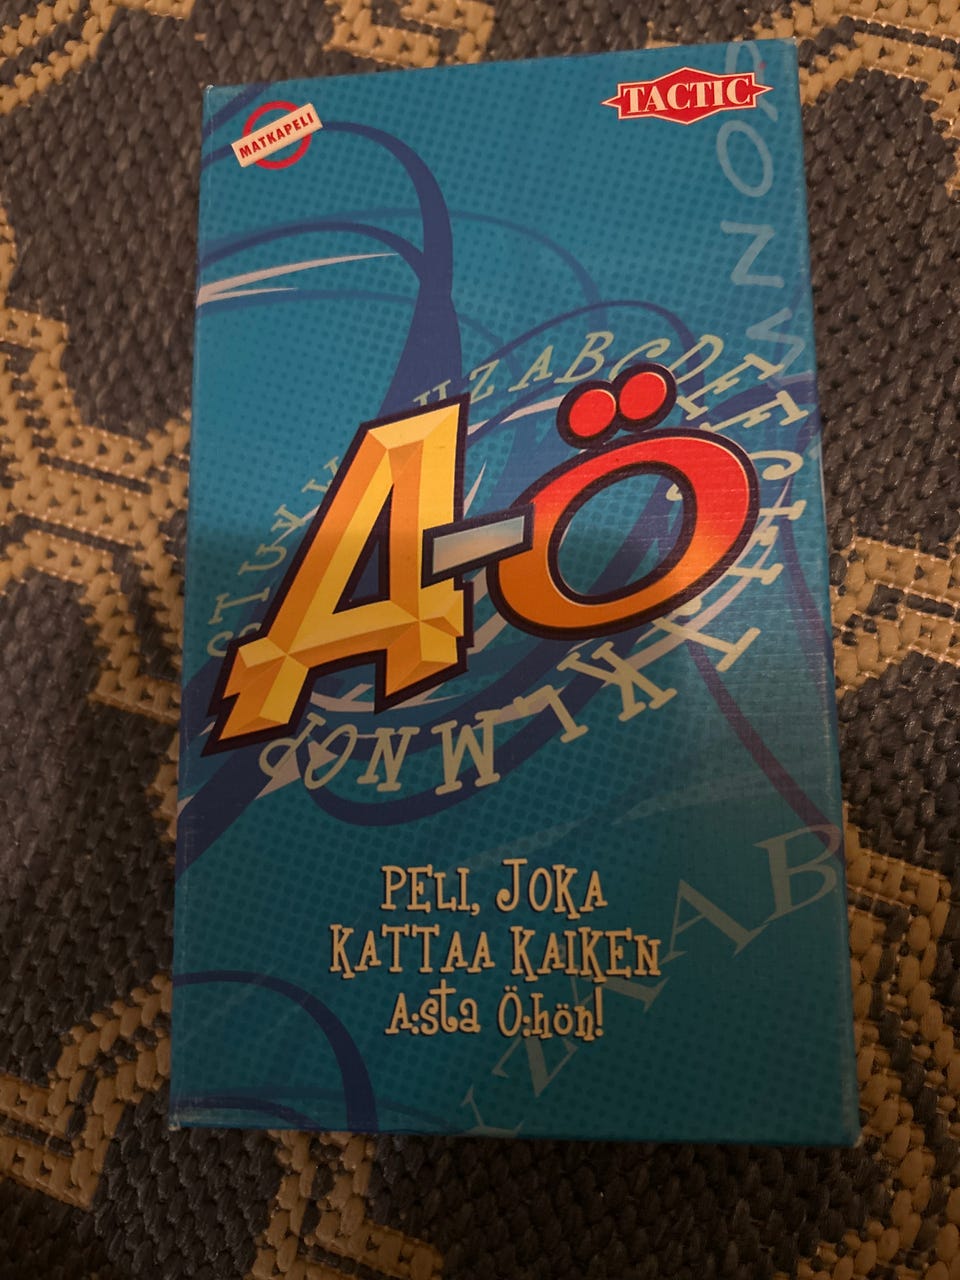 MATKAPELI
TACTIC
A-Ö
PELI, JOKA
KATTAA KAIKEN
A:sta Ö:hön!